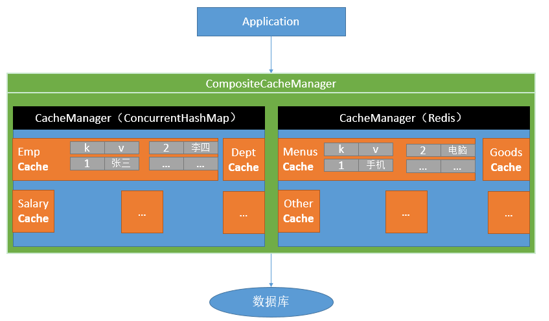 Application
CompositeCacheManager
CacheManager（ConcurrentHashMap）
CacheManager（Redis）
Emp
Cache
k v
1 张三
2 李四
... ...
Dept
Cache
Salary
Cache
...
...
Menus
Cache
k v
1 手机
2 电脑
... ...
Goods
Cache
Other
Cache
...
...
数据库